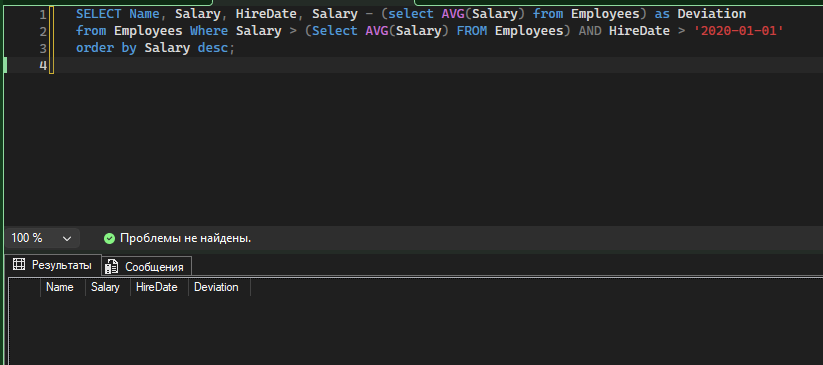 1 SELECT Name, Salary, HireDate, Salary - (select AVG(Salary) from Employees) as Deviation
2 from Employees Where Salary > (Select AVG(Salary) FROM Employees) AND HireDate > '2020-01-01'
3 order by Salary desc;
4
100 % Проблемы не найдены.
Результаты Сообщения
Name Salary HireDate Deviation